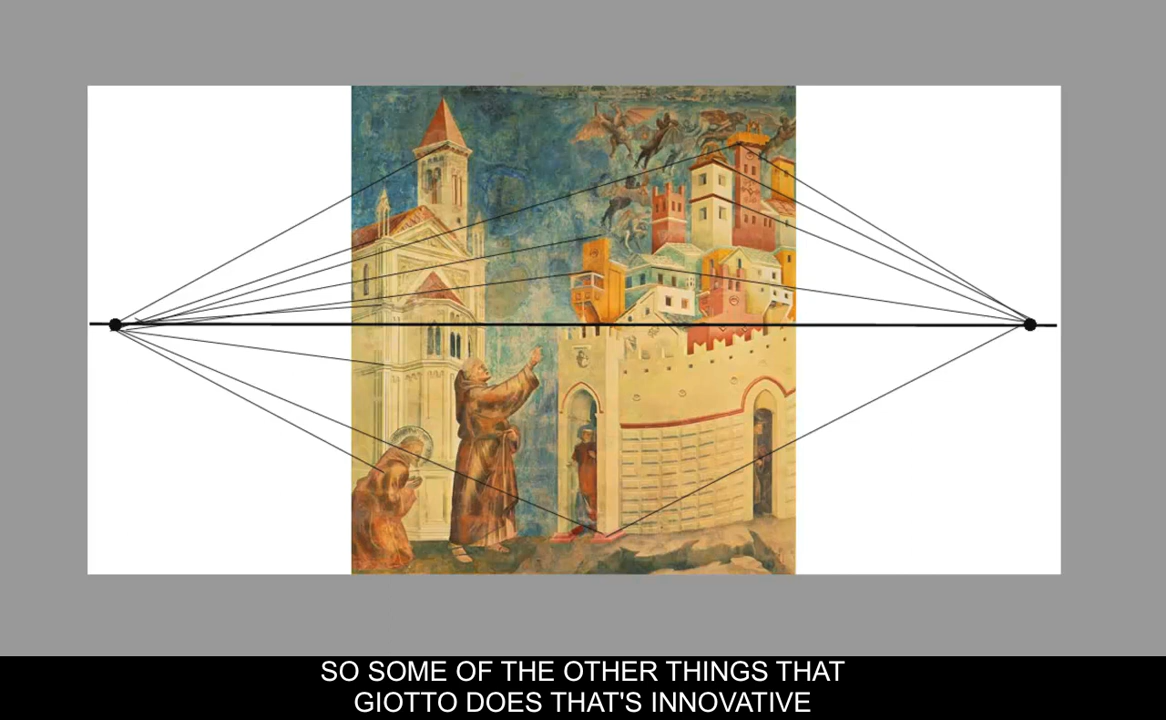 SO SOME OF THE OTHER THINGS THAT
GIOTTO DOES THAT'S INNOVATIVE